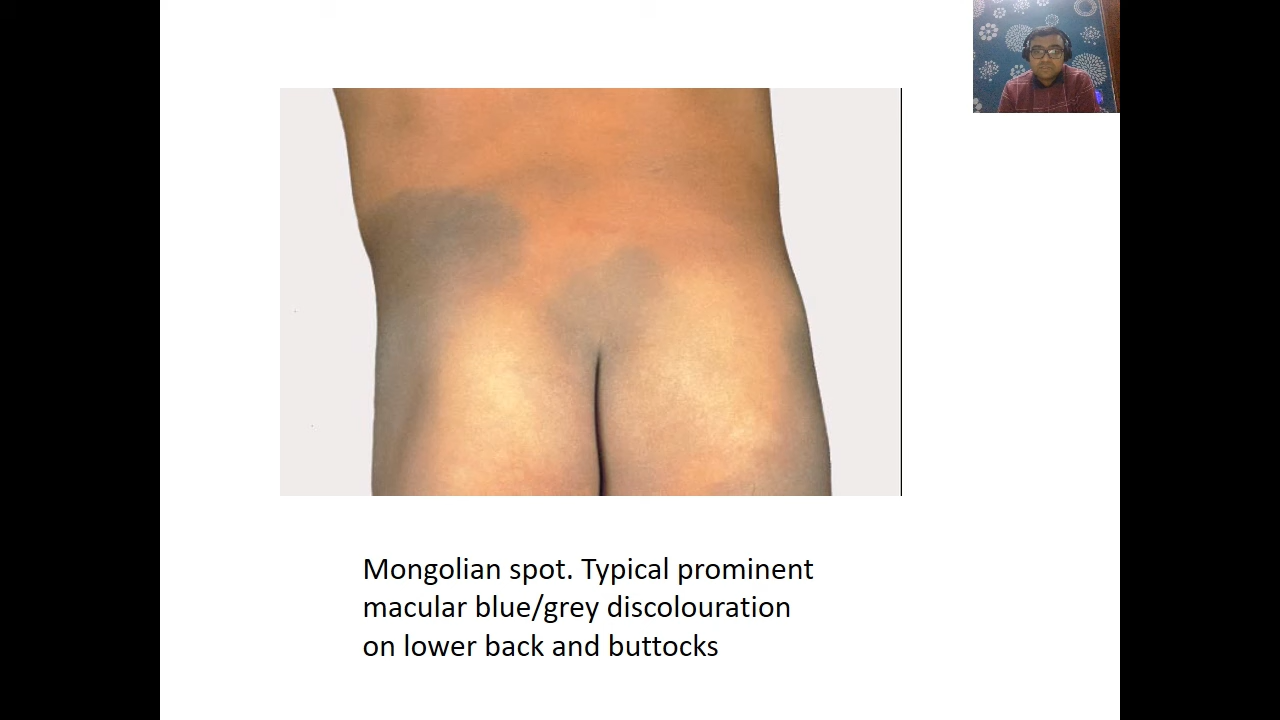 Mongolian spot. Typical prominent
macular blue/grey discolouration
on lower back and buttocks